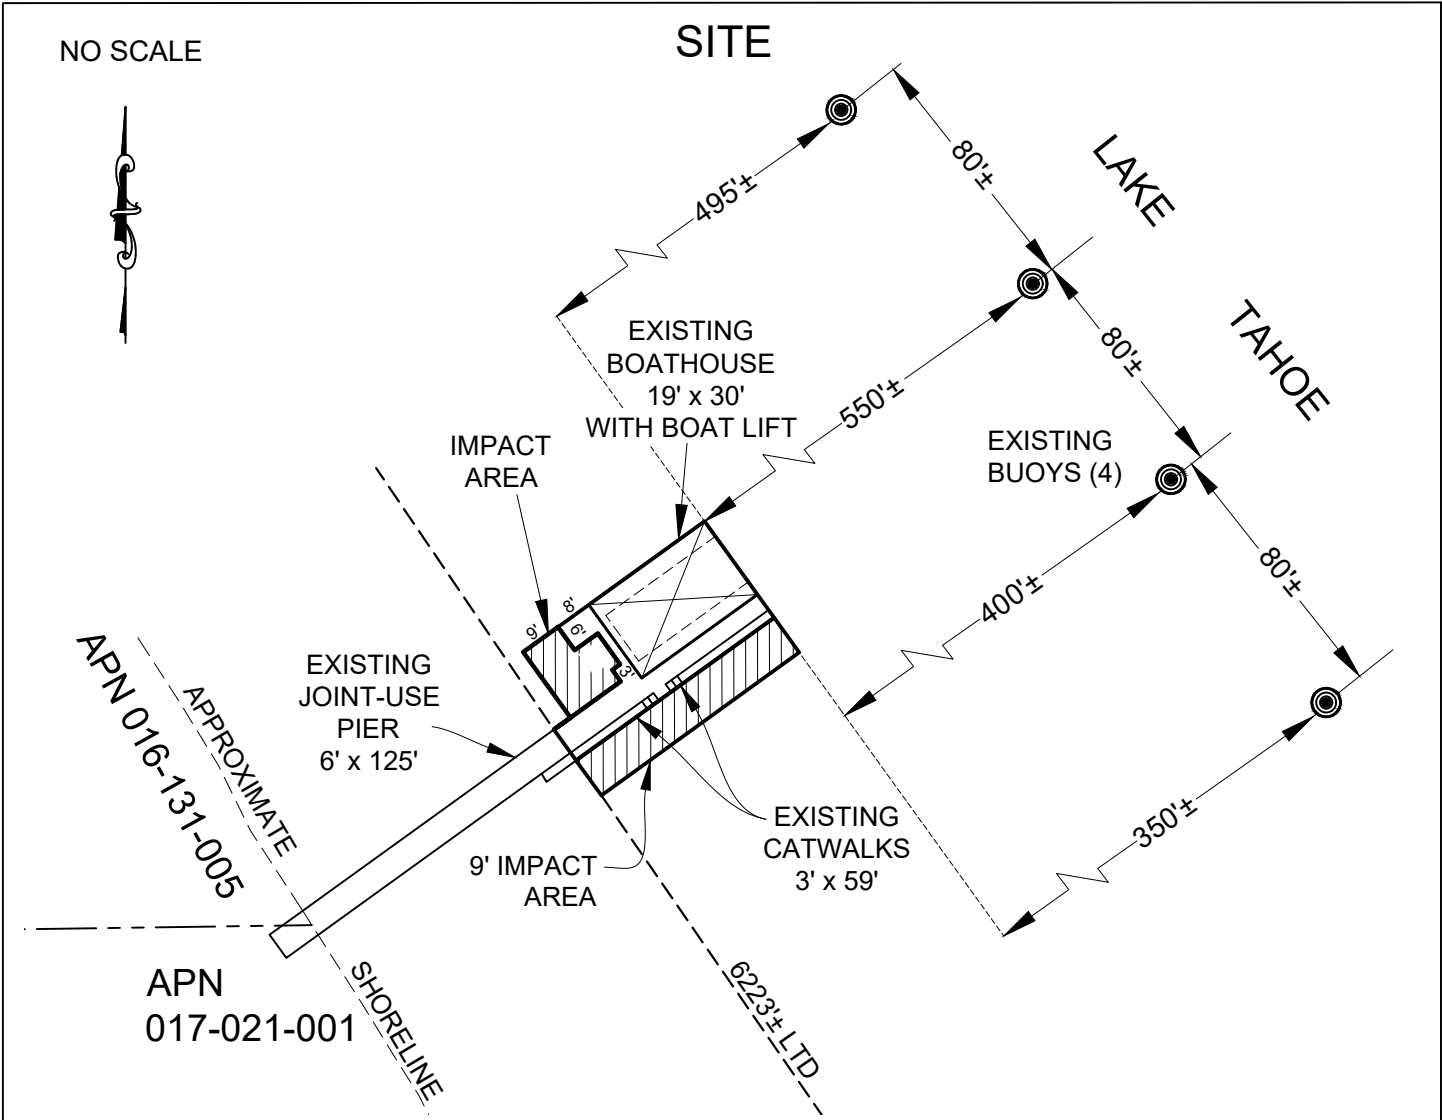 NO SCALE
SITE
495'±
80'±
LAKE
TAHOE
EXISTING
BOATHOUSE
19' x 30'
WITH BOAT LIFT
550'±
80'±
IMPACT
AREA
EXISTING
BUOYS (4)
8'
9'
6'
3'
400'±
80'±
EXISTING
JOINT-USE
PIER
6' x 125'
APN 016-131-005
APPROXIMATE
SHORELINE
9' IMPACT
AREA
EXISTING
CATWALKS
3' x 59'
350'±
APN
017-021-001
6223'± LTD